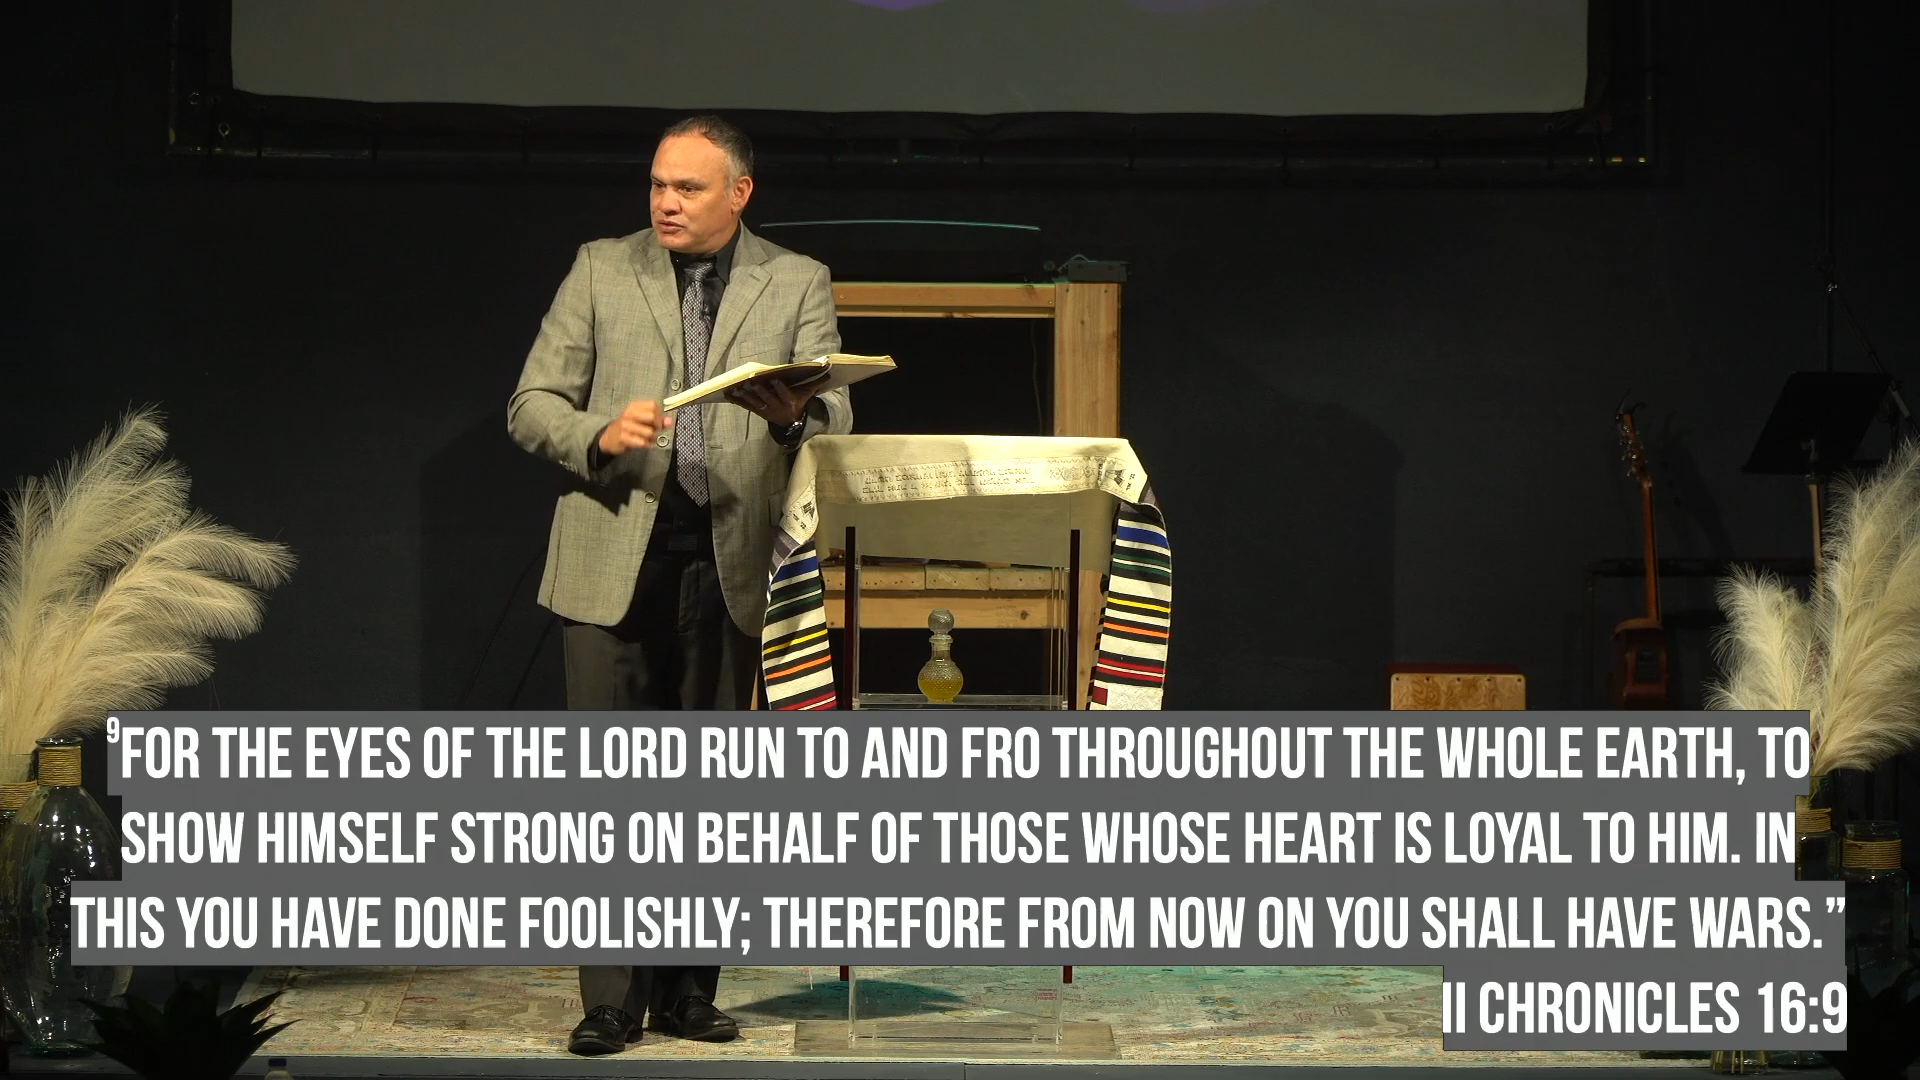 ⁹FOR THE EYES OF THE LORD RUN TO AND FRO THROUGHOUT THE WHOLE EARTH, TO
SHOW HIMSELF STRONG ON BEHALF OF THOSE WHOSE HEART IS LOYAL TO HIM. IN
THIS YOU HAVE DONE FOOLISHLY; THEREFORE FROM NOW ON YOU SHALL HAVE WARS.”
II CHRONICLES 16:9